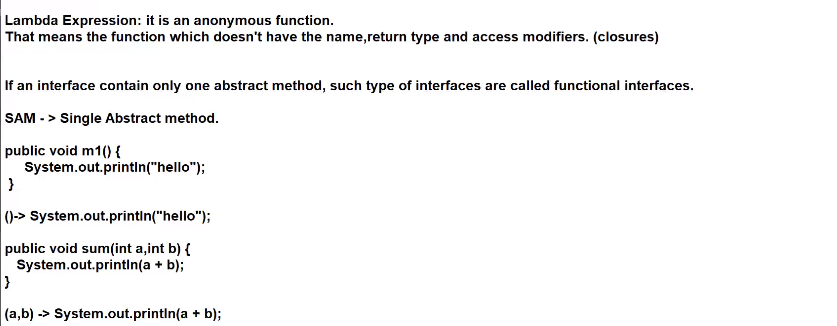 Lambda Expression: it is an anonymous function.
That means the function which doesn't have the name,return type and access modifiers. (closures)
If an interface contain only one abstract method, such type of interfaces are called functional interfaces.
SAM - > Single Abstract method.
public void m1() {
System.out.println("hello");
}
()-> System.out.println("hello");
public void sum(int a,int b) {
System.out.println(a + b);
}
(a,b) -> System.out.println(a + b);